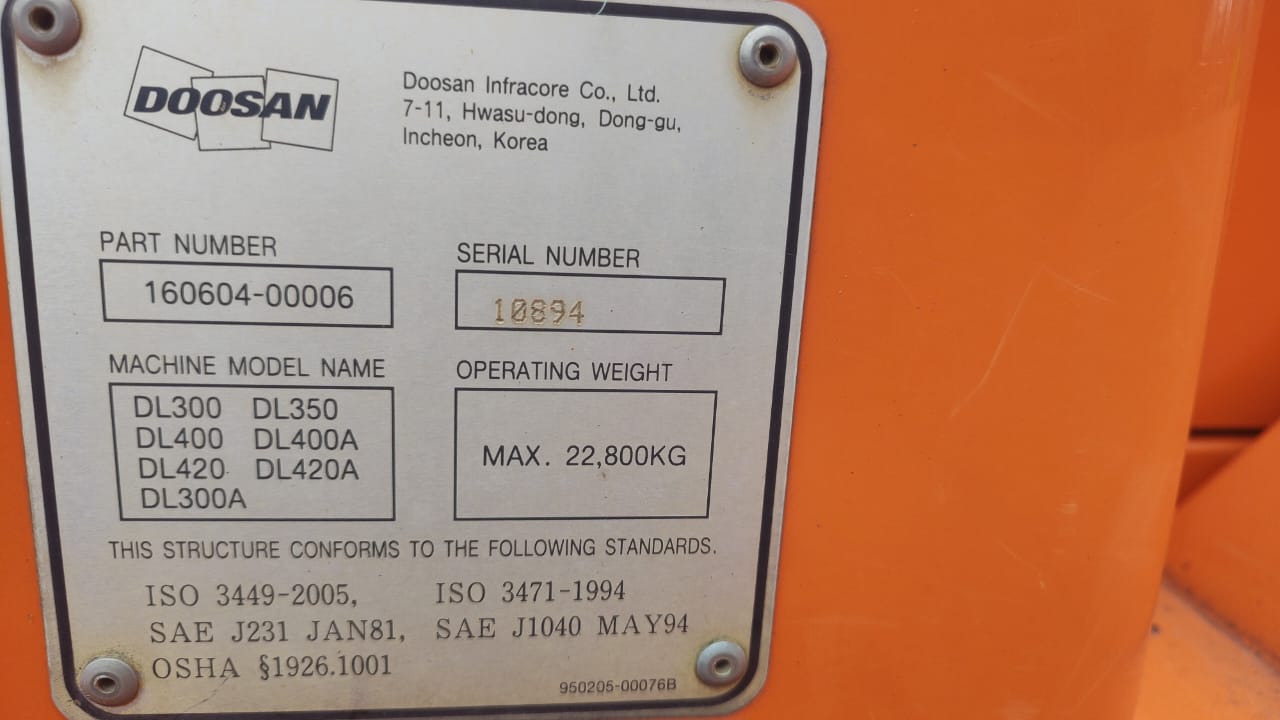 DOOSAN
Doosan Infracore Co., Ltd.
7-11, Hwasu-dong, Dong-gu,
Incheon, Korea
PART NUMBER
160604-00006
SERIAL NUMBER
10894
MACHINE MODEL NAME
DL300 DL350
DL400 DL400A
DL420 DL420A
DL300A
OPERATING WEIGHT
MAX. 22,800KG
THIS STRUCTURE CONFORMS TO THE FOLLOWING STANDARDS.
ISO 3449-2005, ISO 3471-1994
SAE J231 JAN81, SAE J1040 MAY94
OSHA §1926.1001
950205-00076B